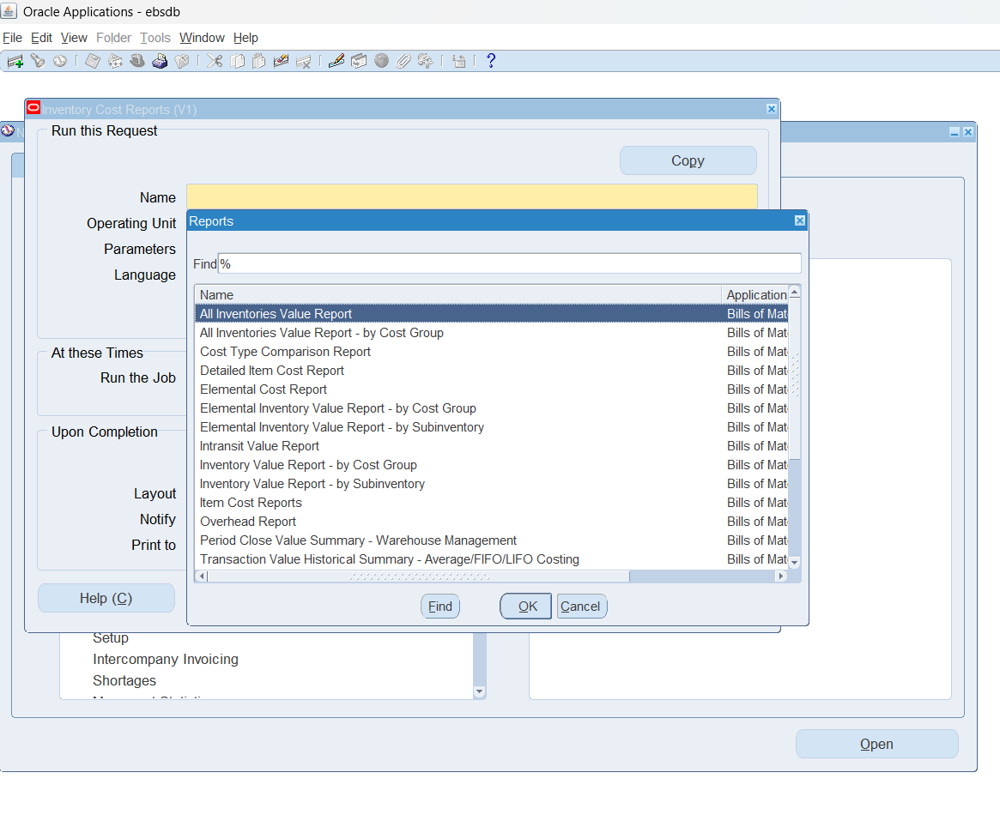 Oracle Applications - ebsdb
File Edit View Folder Tools Window Help
Inventory Cost Reports (V1)
Run this Request
Copy
Name
Operating Unit
Parameters
Language
Reports
Find %
Name Application
All Inventories Value Report Bills of Mat
All Inventories Value Report - by Cost Group Bills of Mat
Cost Type Comparison Report Bills of Mat
Detailed Item Cost Report Bills of Mat
Elemental Cost Report Bills of Mat
Elemental Inventory Value Report - by Cost Group Bills of Mat
Elemental Inventory Value Report - by Subinventory Bills of Mat
Intransit Value Report Bills of Mat
Inventory Value Report - by Cost Group Bills of Mat
Inventory Value Report - by Subinventory Bills of Mat
Item Cost Reports Bills of Mat
Overhead Report Bills of Mat
Period Close Value Summary - Warehouse Management Bills of Mat
Transaction Value Historical Summary - Average/FIFO/LIFO Costing Bills of Mat
Find OK Cancel
At these Times
Run the Job
Upon Completion
Layout
Notify
Print to
Help (C)
Setup
Intercompany Invoicing
Shortages
Open